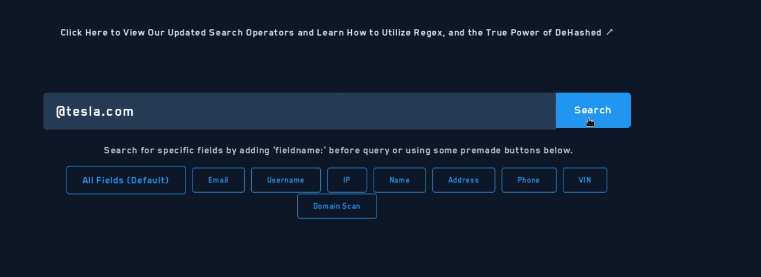 Click Here to View Our Updated Search Operators and Learn How to Utilize Regex, and the True Power of DeHashed ⤢
@tesla.com
Search
Search for specific fields by adding 'fieldname:' before query or using some premade buttons below.
All Fields (Default) Email Username IP Name Address Phone VIN
Domain Scan